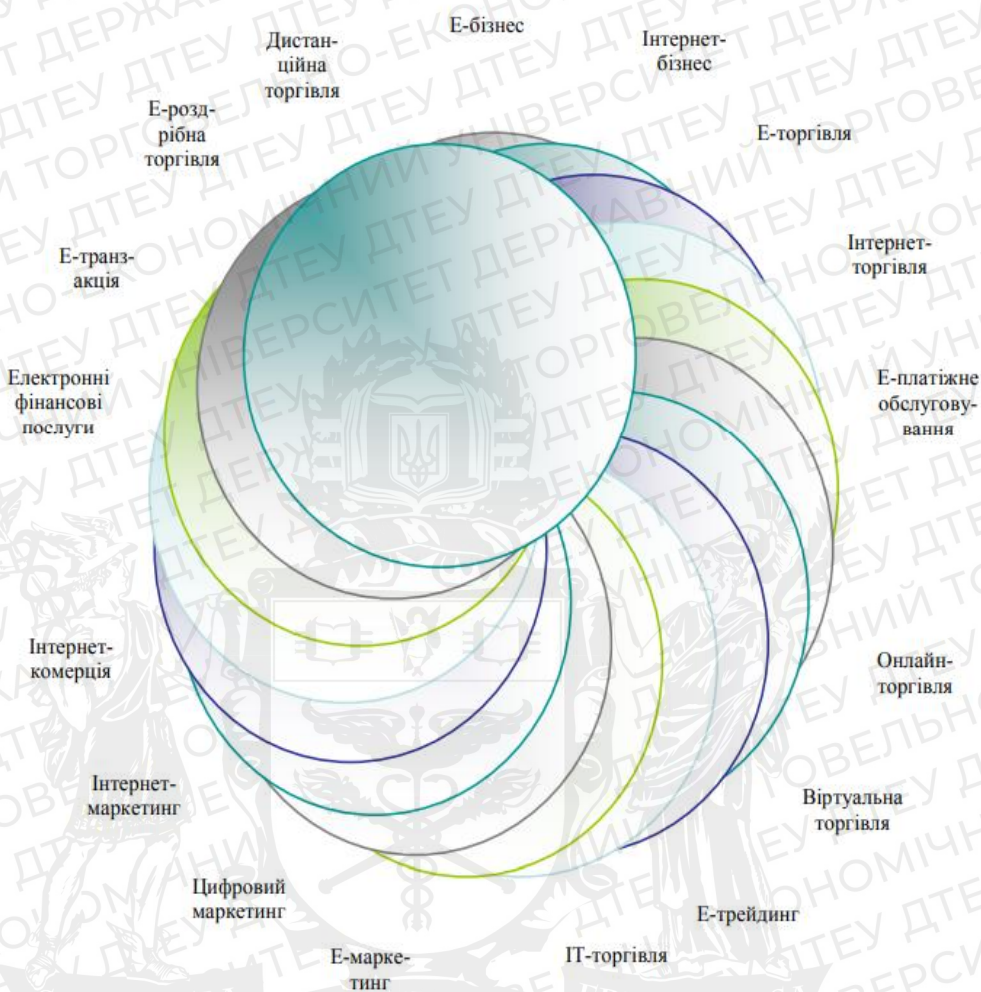 Е-бізнес
Інтернет-
бізнес
Е-торгівля
Інтернет-
торгівля
Е-платіжне
обслугову-
вання
Онлайн-
торгівля
Віртуальна
торгівля
Е-трейдинг
ІТ-торгівля
Е-марке-
тинг
Цифровий
маркетинг
Інтернет-
маркетинг
Інтернет-
комерція
Електронні
фінансові
послуги
Е-транз-
акція
Е-розд-
рібна
торгівля
Дистан-
ційна
торгівля